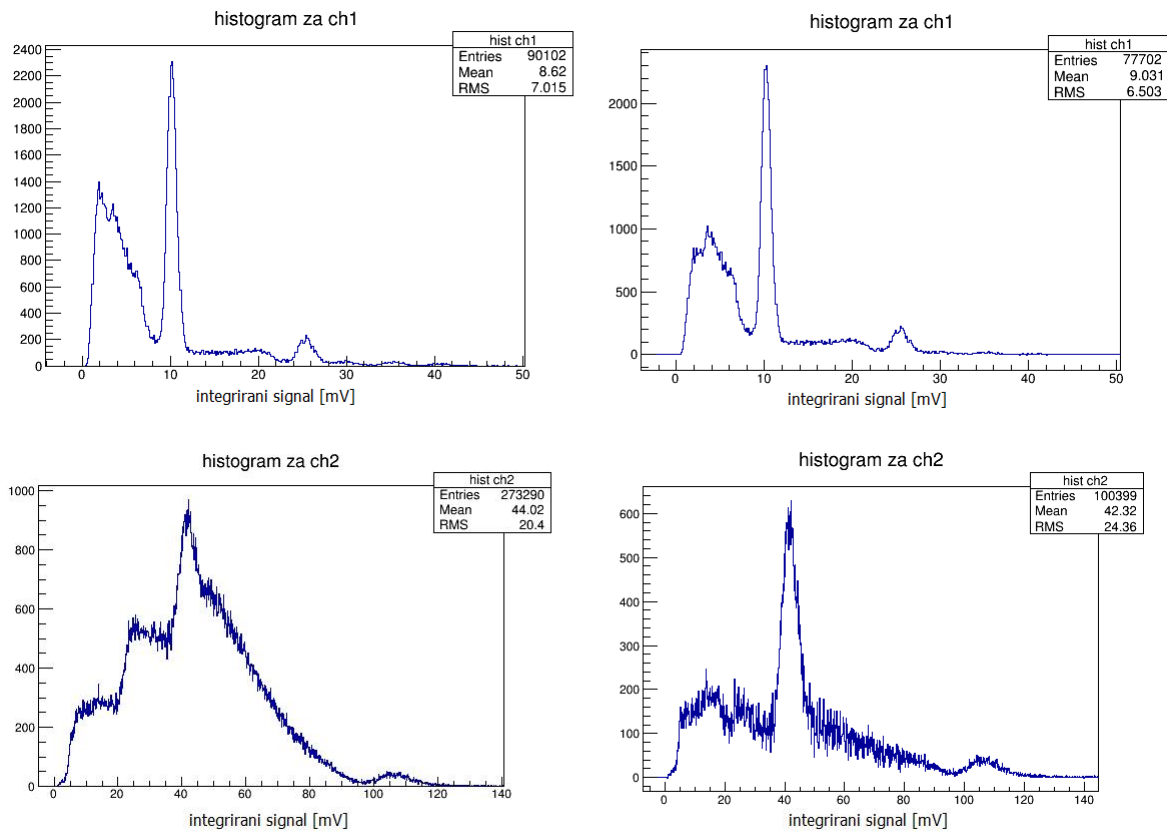 histogram za ch1
hist ch1
Entries 90102
Mean 8.62
RMS 7.015
2400
2200
2000
1800
1600
1400
1200
1000
800
600
400
200
0
0 10 20 30 40 50
integrirani signal [mV]
histogram za ch1
hist ch1
Entries 77702
Mean 9.031
RMS 6.503
2000
1500
1000
500
0
0 10 20 30 40 50
integrirani signal [mV]
histogram za ch2
hist ch2
Entries 273290
Mean 44.02
RMS 20.4
1000
800
600
400
200
0
0 20 40 60 80 100 120 140
integrirani signal [mV]
histogram za ch2
hist ch2
Entries 100399
Mean 42.32
RMS 24.36
600
500
400
300
200
100
0
0 20 40 60 80 100 120 140
integrirani signal [mV]